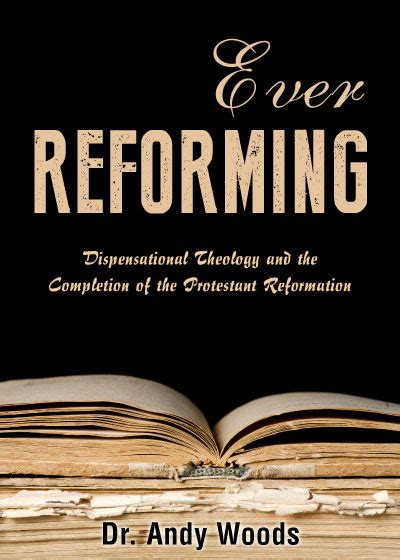 Ever
REFORMING
Dispensational Theology and the
Completion of the Protestant Reformation
Dr. Andy Woods